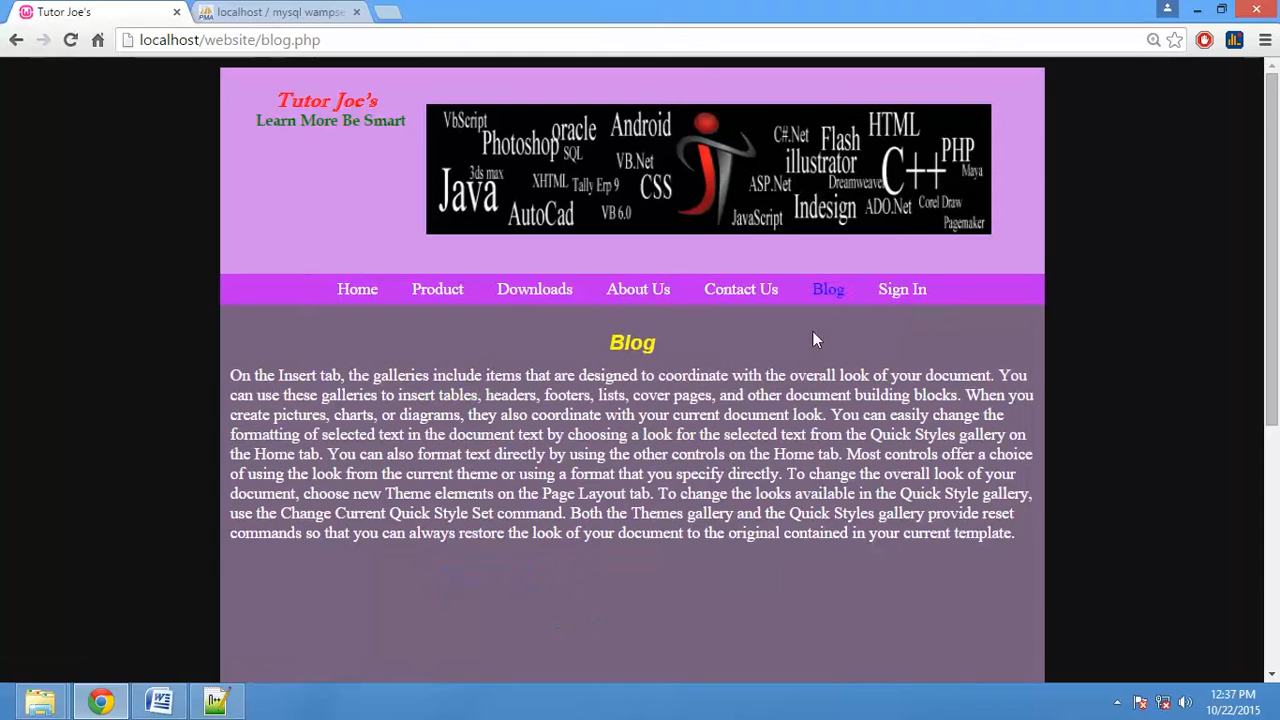 Tutor Joe's
localhost / mysql wampse
localhost/website/blog.php
Tutor Joe's
Learn More Be Smart
VbScript Photoshop oracle SQL Android C#.Net Flash HTML
Java 3ds max XHTML Tally Erp 9 VB.Net CSS illustrator C++ PHP Maya
AutoCad VB 6.0 ASP.Net Dreamweaver JavaScript Indesign ADO.Net Corel Draw Pagemaker
Home Product Downloads About Us Contact Us Blog Sign In
Blog
On the Insert tab, the galleries include items that are designed to coordinate with the overall look of your document. You
can use these galleries to insert tables, headers, footers, lists, cover pages, and other document building blocks. When you
create pictures, charts, or diagrams, they also coordinate with your current document look. You can easily change the
formatting of selected text in the document text by choosing a look for the selected text from the Quick Styles gallery on
the Home tab. You can also format text directly by using the other controls on the Home tab. Most controls offer a choice
of using the look from the current theme or using a format that you specify directly. To change the overall look of your
document, choose new Theme elements on the Page Layout tab. To change the looks available in the Quick Style gallery,
use the Change Current Quick Style Set command. Both the Themes gallery and the Quick Styles gallery provide reset
commands so that you can always restore the look of your document to the original contained in your current template.
12:37 PM
10/22/2015